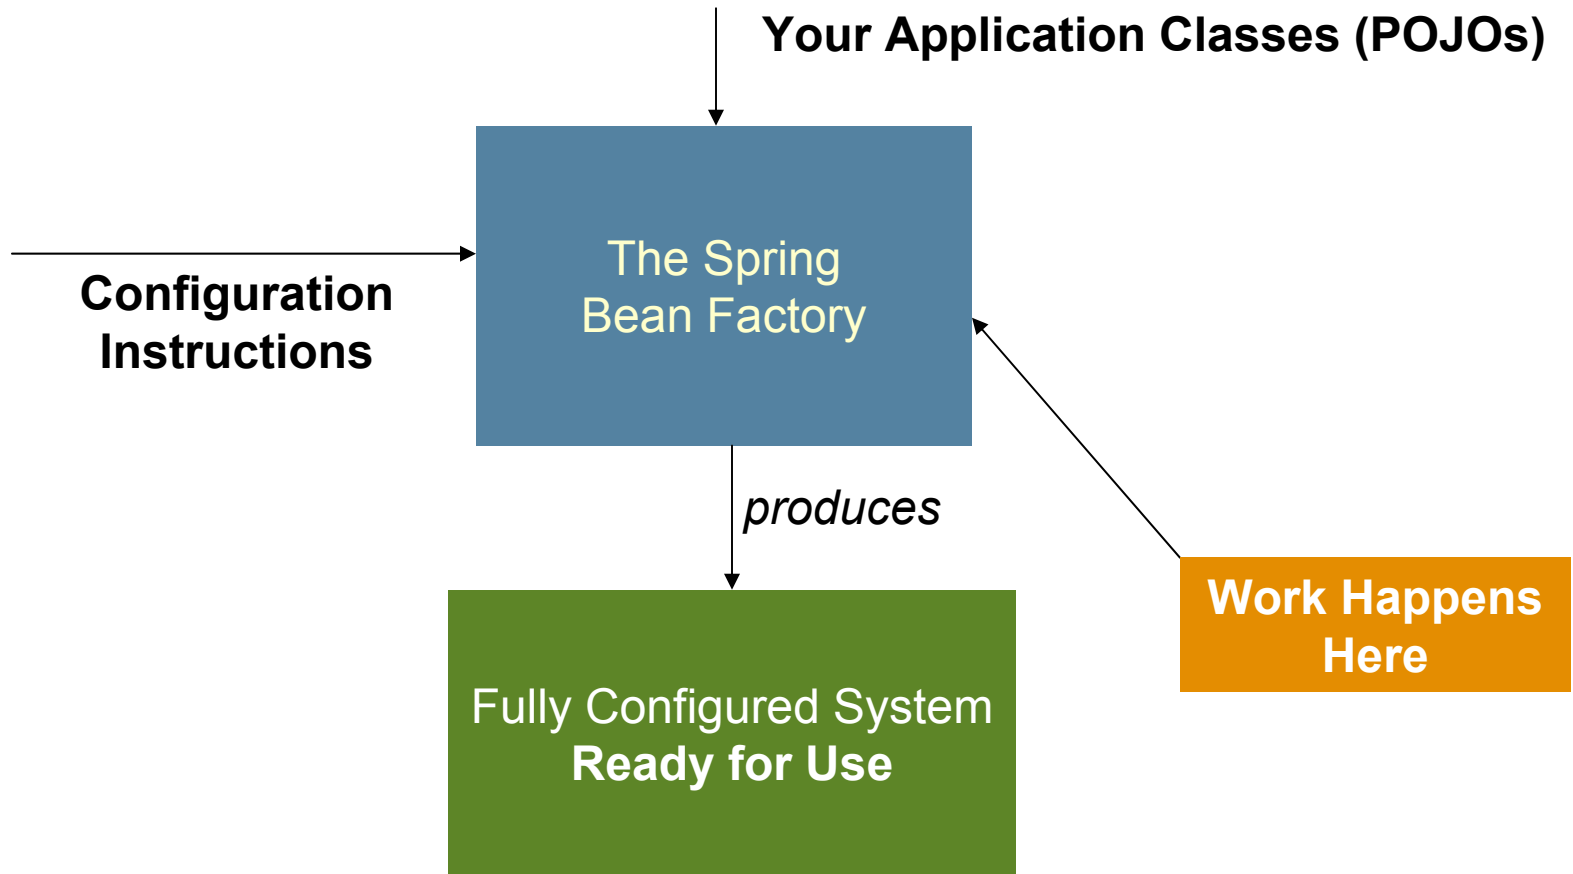 Your Application Classes (POJOs)
The Spring
Bean Factory
Configuration
Instructions
produces
Work Happens
Here
Fully Configured System
Ready for Use